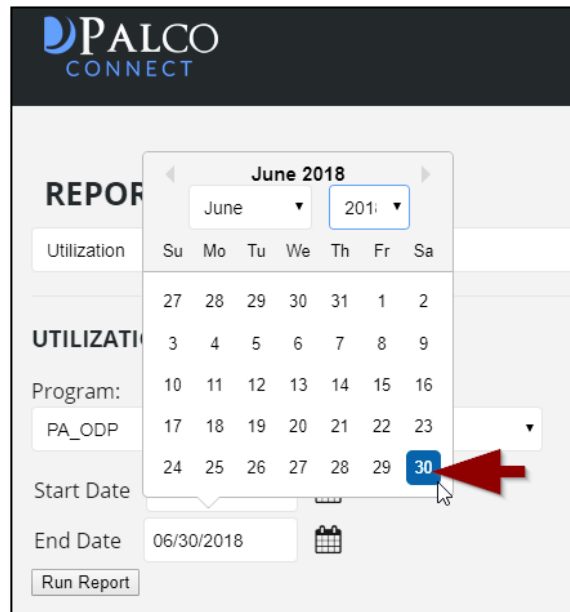 PALCO
CONNECT
June 2018
REPOR
June 201
Utilization
Su Mo Tu We Th Fr Sa
27 28 29 30 31 1 2
UTILIZATI
3 4 5 6 7 8 9
Program:
10 11 12 13 14 15 16
PA_ODP
17 18 19 20 21 22 23
24 25 26 27 28 29 30
Start Date
End Date 06/30/2018
Run Report